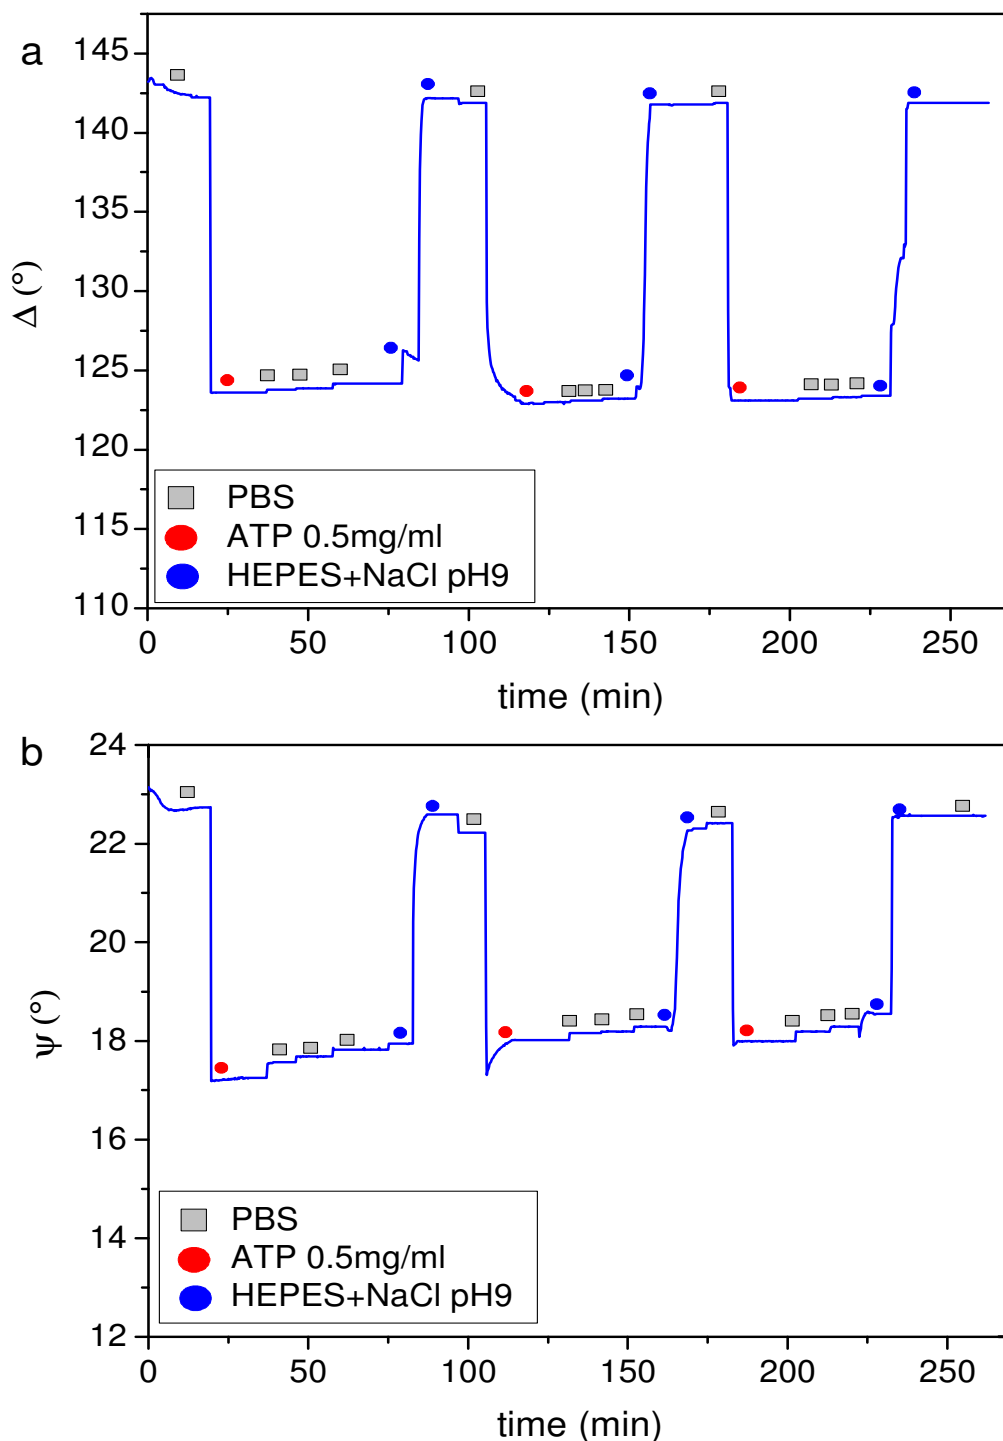 a
145
140
135
130
125
120
115
110
Δ (°)
PBS
ATP 0.5mg/ml
HEPES+NaCl pH9
0 50 100 150 200 250
time (min)
b
24
22
20
18
16
14
12
ψ (°)
PBS
ATP 0.5mg/ml
HEPES+NaCl pH9
0 50 100 150 200 250
time (min)